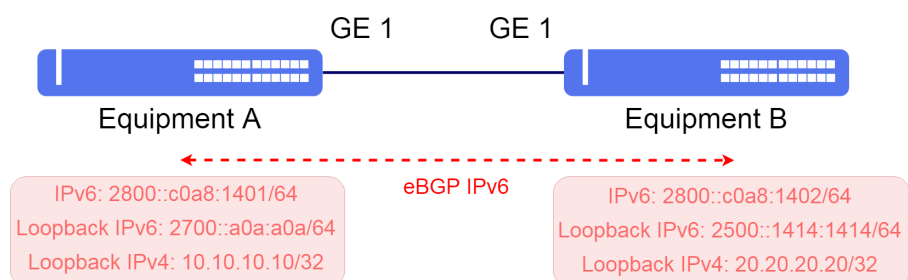 GE 1
GE 1
Equipment A
Equipment B
eBGP IPv6
IPv6: 2800::c0a8:1401/64
Loopback IPv6: 2700::a0a:a0a/64
Loopback IPv4: 10.10.10.10/32
IPv6: 2800::c0a8:1402/64
Loopback IPv6: 2500::1414:1414/64
Loopback IPv4: 20.20.20.20/32